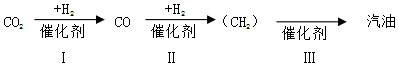 +H₂ +H₂
CO₂ CO （CH₂） 汽油
催化剂 催化剂 催化剂
Ⅰ Ⅱ Ⅲ